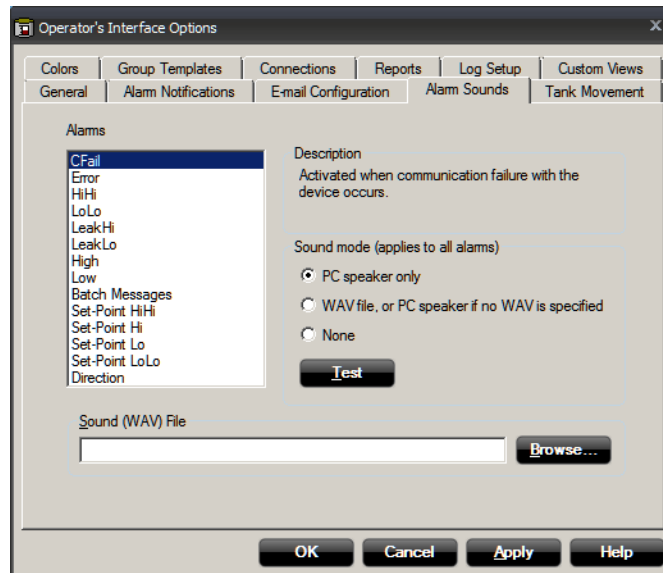 Operator's Interface Options
x
Colors
Group Templates
Connections
Reports
Log Setup
Custom Views
General
Alarm Notifications
E-mail Configuration
Alarm Sounds
Tank Movement
Alarms
CFail
Error
HiHi
LoLo
LeakHi
LeakLo
High
Low
Batch Messages
Set-Point HiHi
Set-Point Hi
Set-Point Lo
Set-Point LoLo
Direction
Description
Activated when communication failure with the
device occurs.
Sound mode (applies to all alarms)
PC speaker only
WAV file, or PC speaker if no WAV is specified
None
Test
Sound (WAV) File
Browse...
OK
Cancel
Apply
Help